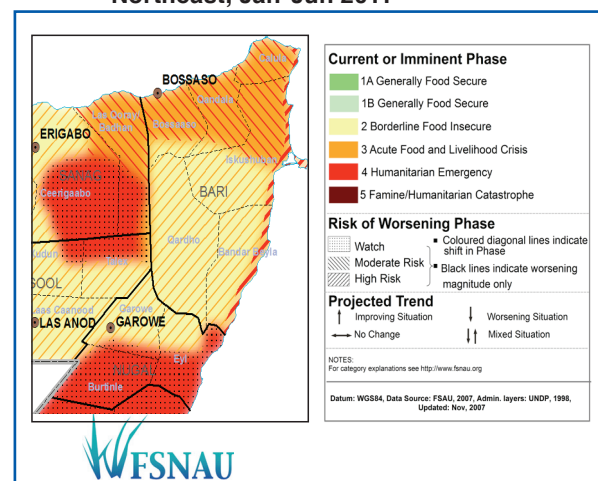 Northeast, Jan-Jun 2011
BOSSASO
ERIGABO
BARI
Iskushuban
Ceerigaabo
Qardho
Bandar Bayla
Garowe
LAS ANOD
GAROWE
Eyl
Burtinle
FSNAU
Current or Imminent Phase
1A Generally Food Secure
1B Generally Food Secure
2 Borderline Food Insecure
3 Acute Food and Livelihood Crisis
4 Humanitarian Emergency
5 Famine/Humanitarian Catastrophe
Risk of Worsening Phase
Watch
Moderate Risk
High Risk
Coloured diagonal lines indicate
shift in Phase
Black lines indicate worsening
magnitude only
Projected Trend
Improving Situation
Worsening Situation
No Change
Mixed Situation
NOTES:
For category explanations see http://www.fsnau.org
Datum: WGS84, Data Source: FSAU, 2007, Admin. layers: UNDP, 1998,
Updated: Nov, 2007